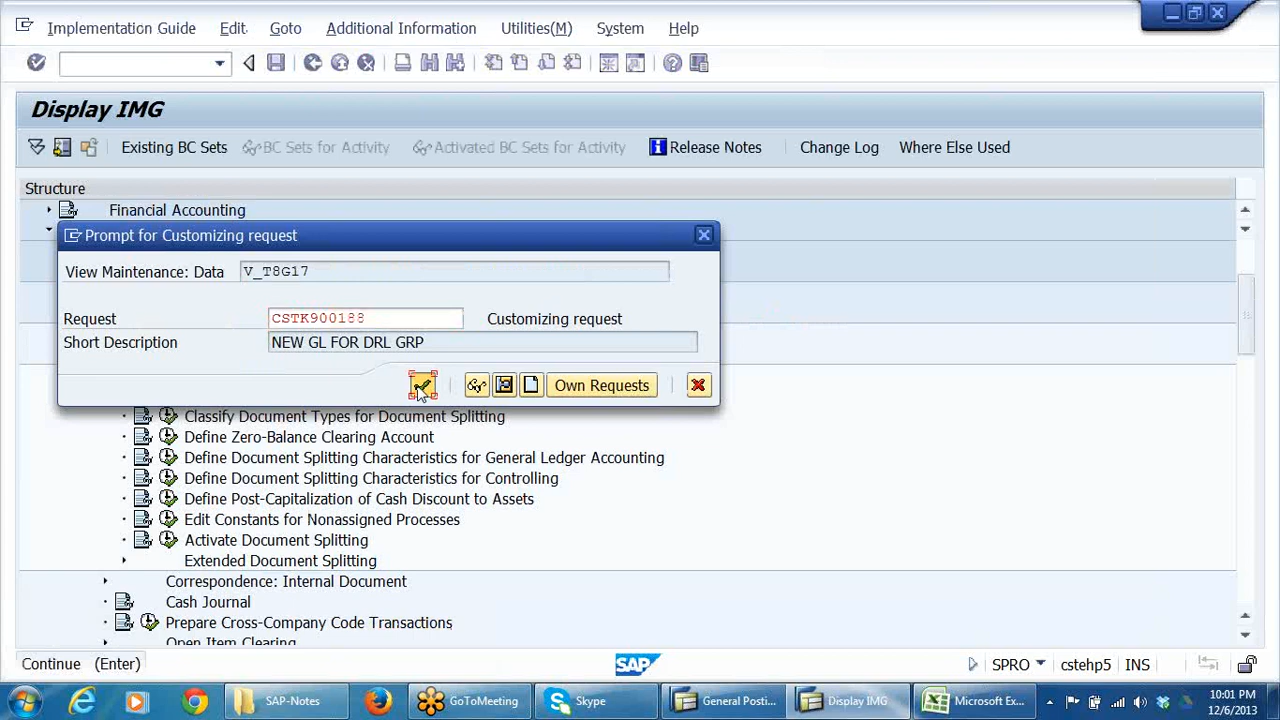 Implementation Guide Edit Goto Additional Information Utilities(M) System Help
Display IMG
Existing BC Sets BC Sets for Activity Activated BC Sets for Activity Release Notes Change Log Where Else Used
Structure
Financial Accounting
Prompt for Customizing request
View Maintenance: Data V_T8G17
Request CSTK900188 Customizing request
Short Description NEW GL FOR DRL GRP
Own Requests
Classify Document Types for Document Splitting
Define Zero-Balance Clearing Account
Define Document Splitting Characteristics for General Ledger Accounting
Define Document Splitting Characteristics for Controlling
Define Post-Capitalization of Cash Discount to Assets
Edit Constants for Nonassigned Processes
Activate Document Splitting
Extended Document Splitting
Correspondence: Internal Document
Cash Journal
Prepare Cross-Company Code Transactions
Open Item Clearing
Continue (Enter) SAP SPRO cstehp5 INS
SAP-Notes GoToMeeting Skype General Posti... Display IMG Microsoft Ex... 10:01 PM
12/6/2013